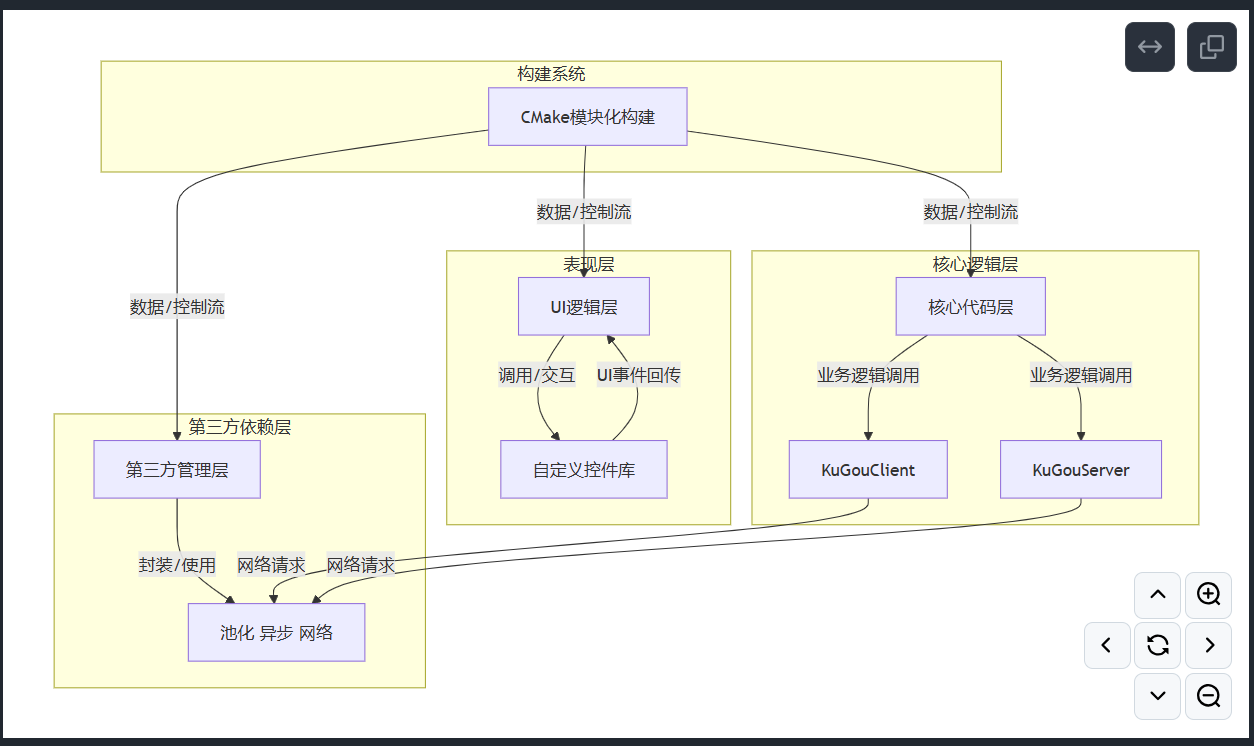 构建系统
CMake模块化构建
数据/控制流
数据/控制流
表现层
核心逻辑层
数据/控制流
UI逻辑层
核心代码层
调用/交互
UI事件回传
业务逻辑调用
业务逻辑调用
第三方依赖层
第三方管理层
自定义控件库
KuGouClient
KuGouServer
封装/使用
网络请求
网络请求
池化 异步 网络